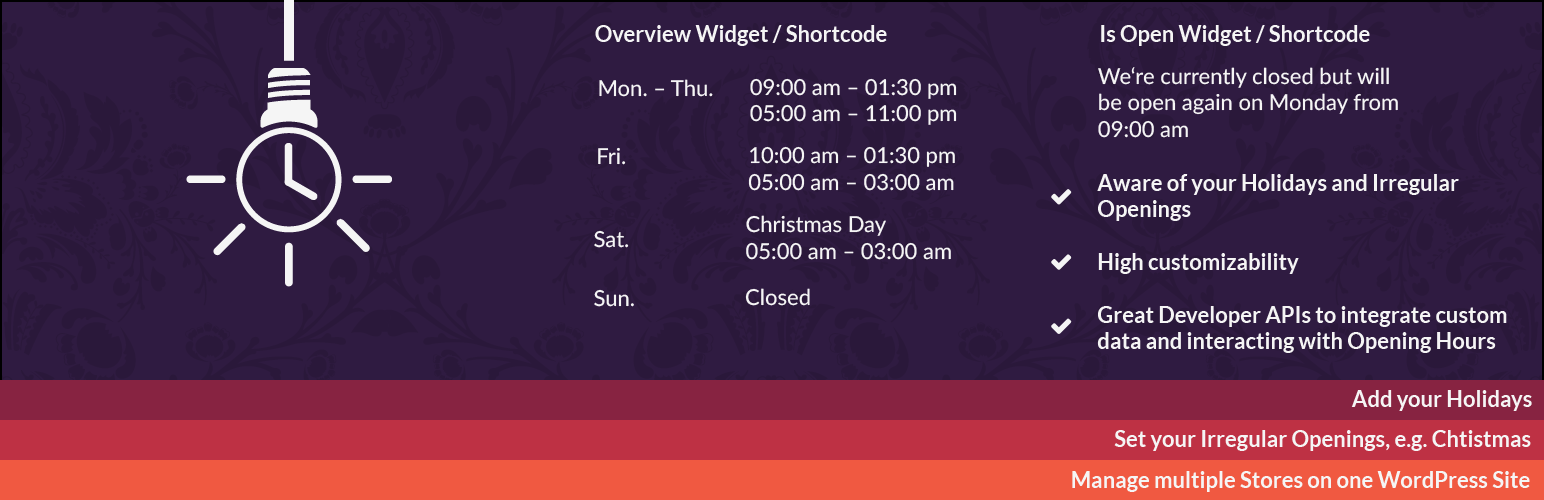 Overview Widget / Shortcode
Mon. – Thu. 09:00 am – 01:30 pm
05:00 am – 11:00 pm
Fri. 10:00 am – 01:30 pm
05:00 am – 03:00 am
Sat. Christmas Day
05:00 am – 03:00 am
Sun. Closed
Is Open Widget / Shortcode
We‘re currently closed but will
be open again on Monday from
09:00 am
Aware of your Holidays and Irregular
Openings
High customizability
Great Developer APIs to integrate custom
data and interacting with Opening Hours
Add your Holidays
Set your Irregular Openings, e.g. Chtistmas
Manage multiple Stores on one WordPress Site